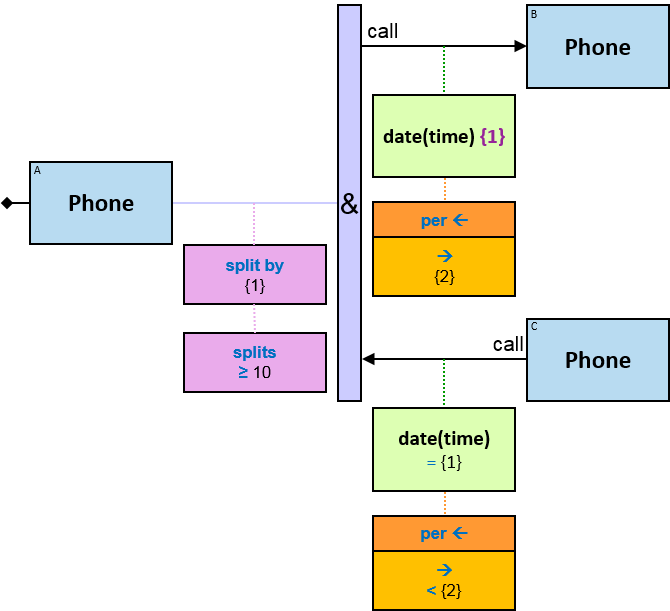 A
Phone
split by
{1}
splits
≥ 10
&
call
B
Phone
date(time) {1}
per ←
→
{2}
call
C
Phone
date(time)
= {1}
per ←
→
< {2}